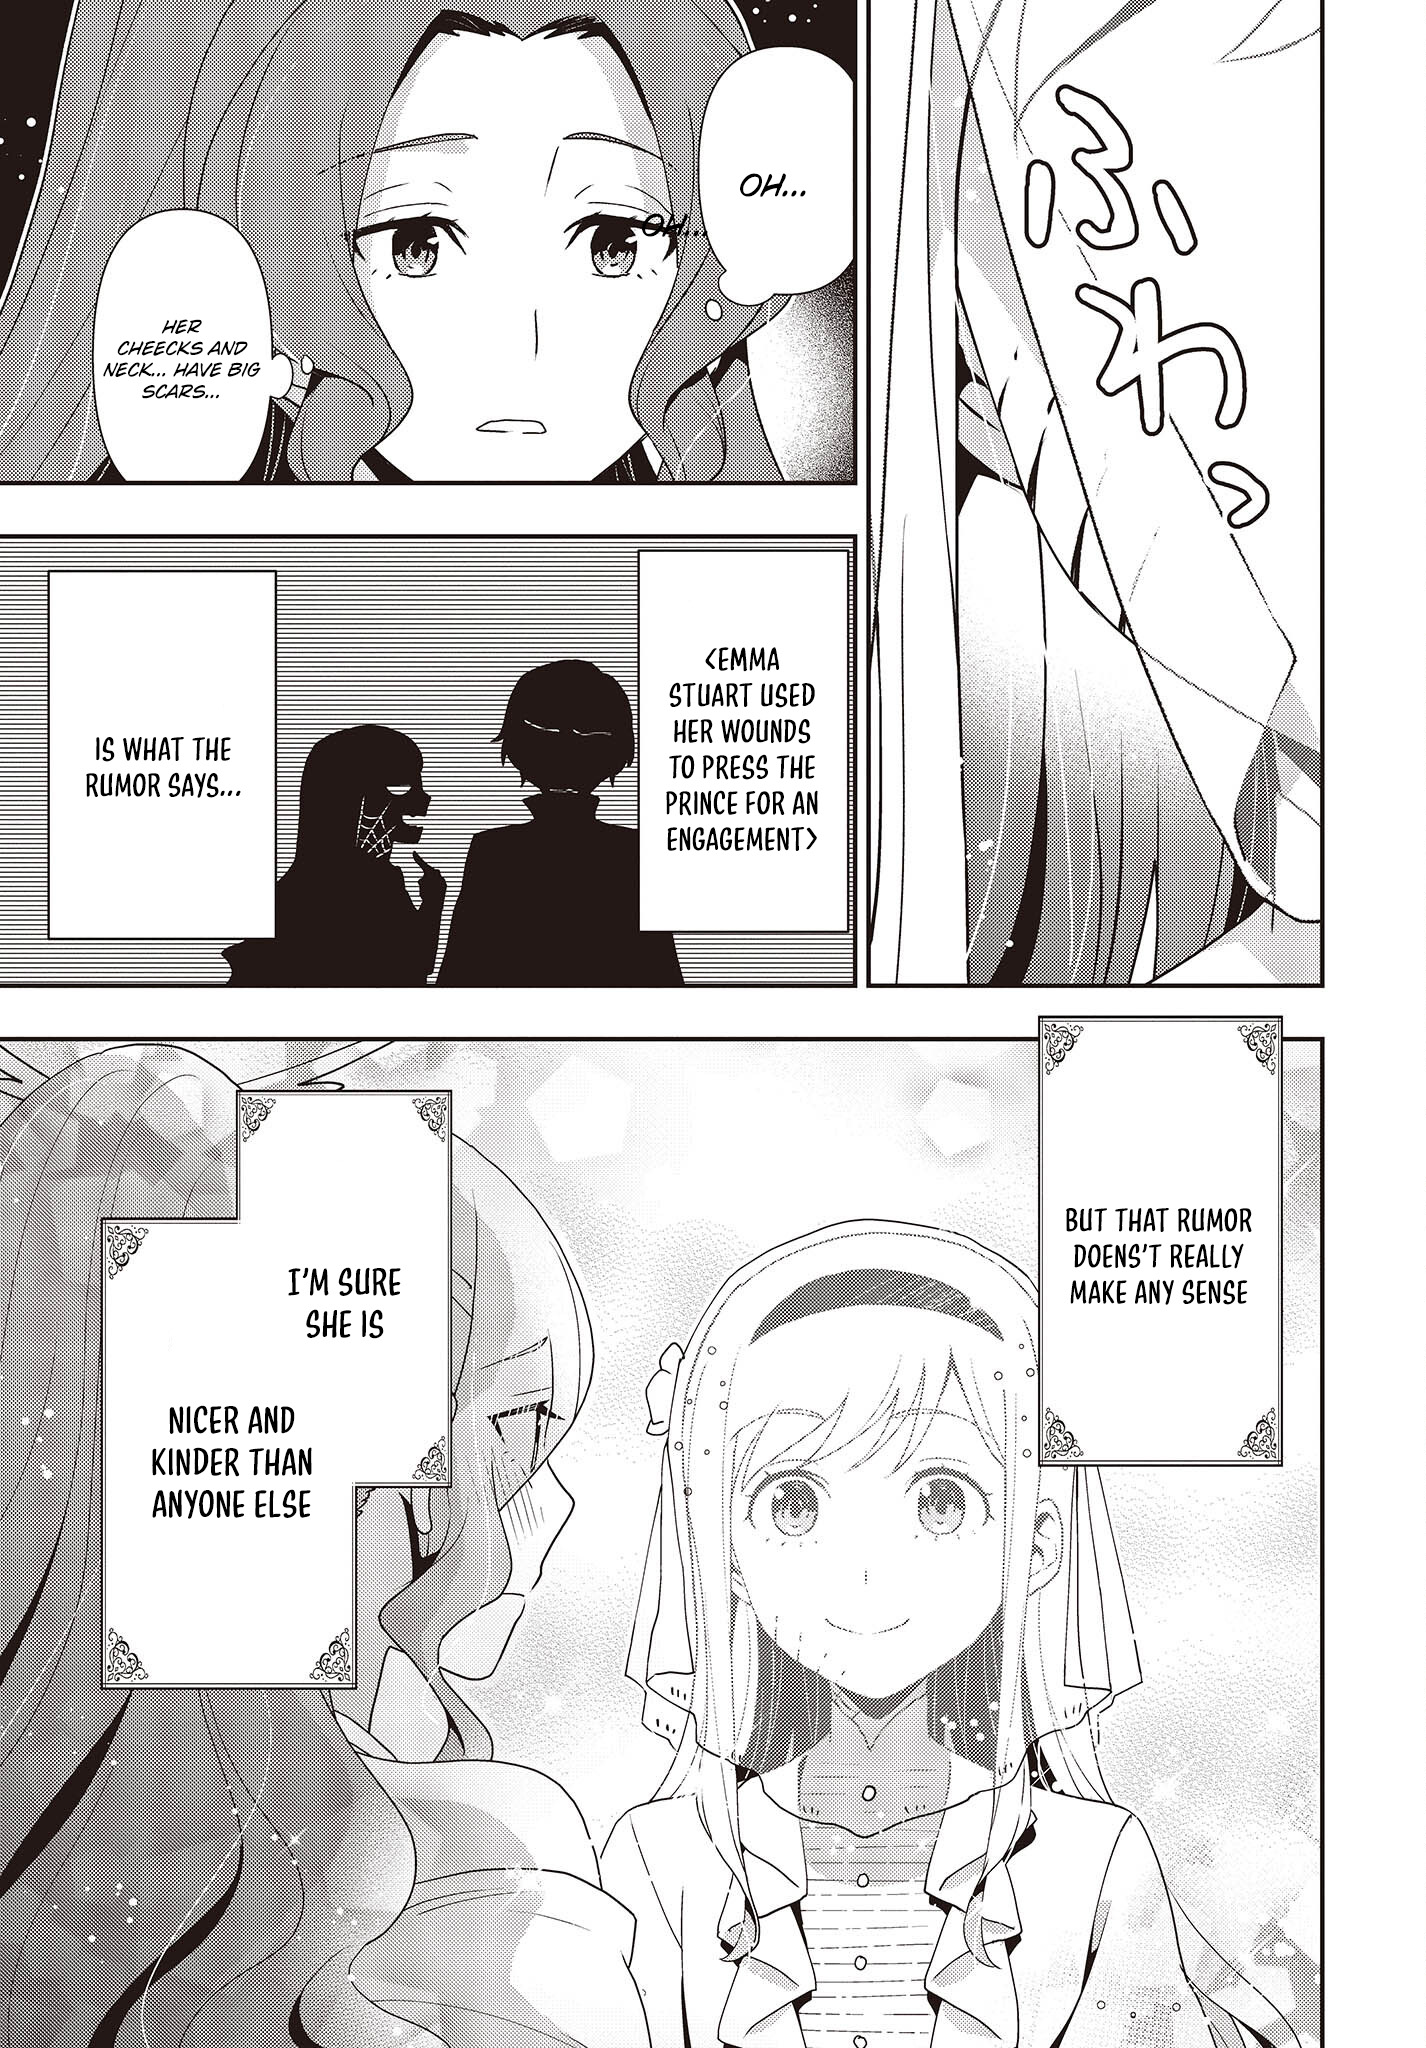 ふわっ
OH...
OH...
HER
CHEECKS AND
NECK... HAVE BIG
SCARS...
<EMMA
STUART USED
HER WOUNDS
TO PRESS THE
PRINCE FOR AN
ENGAGEMENT>
IS WHAT THE
RUMOR SAYS...
BUT THAT RUMOR
DOENS'T REALLY
MAKE ANY SENSE
I'M SURE
SHE IS
NICER AND
KINDER THAN
ANYONE ELSE